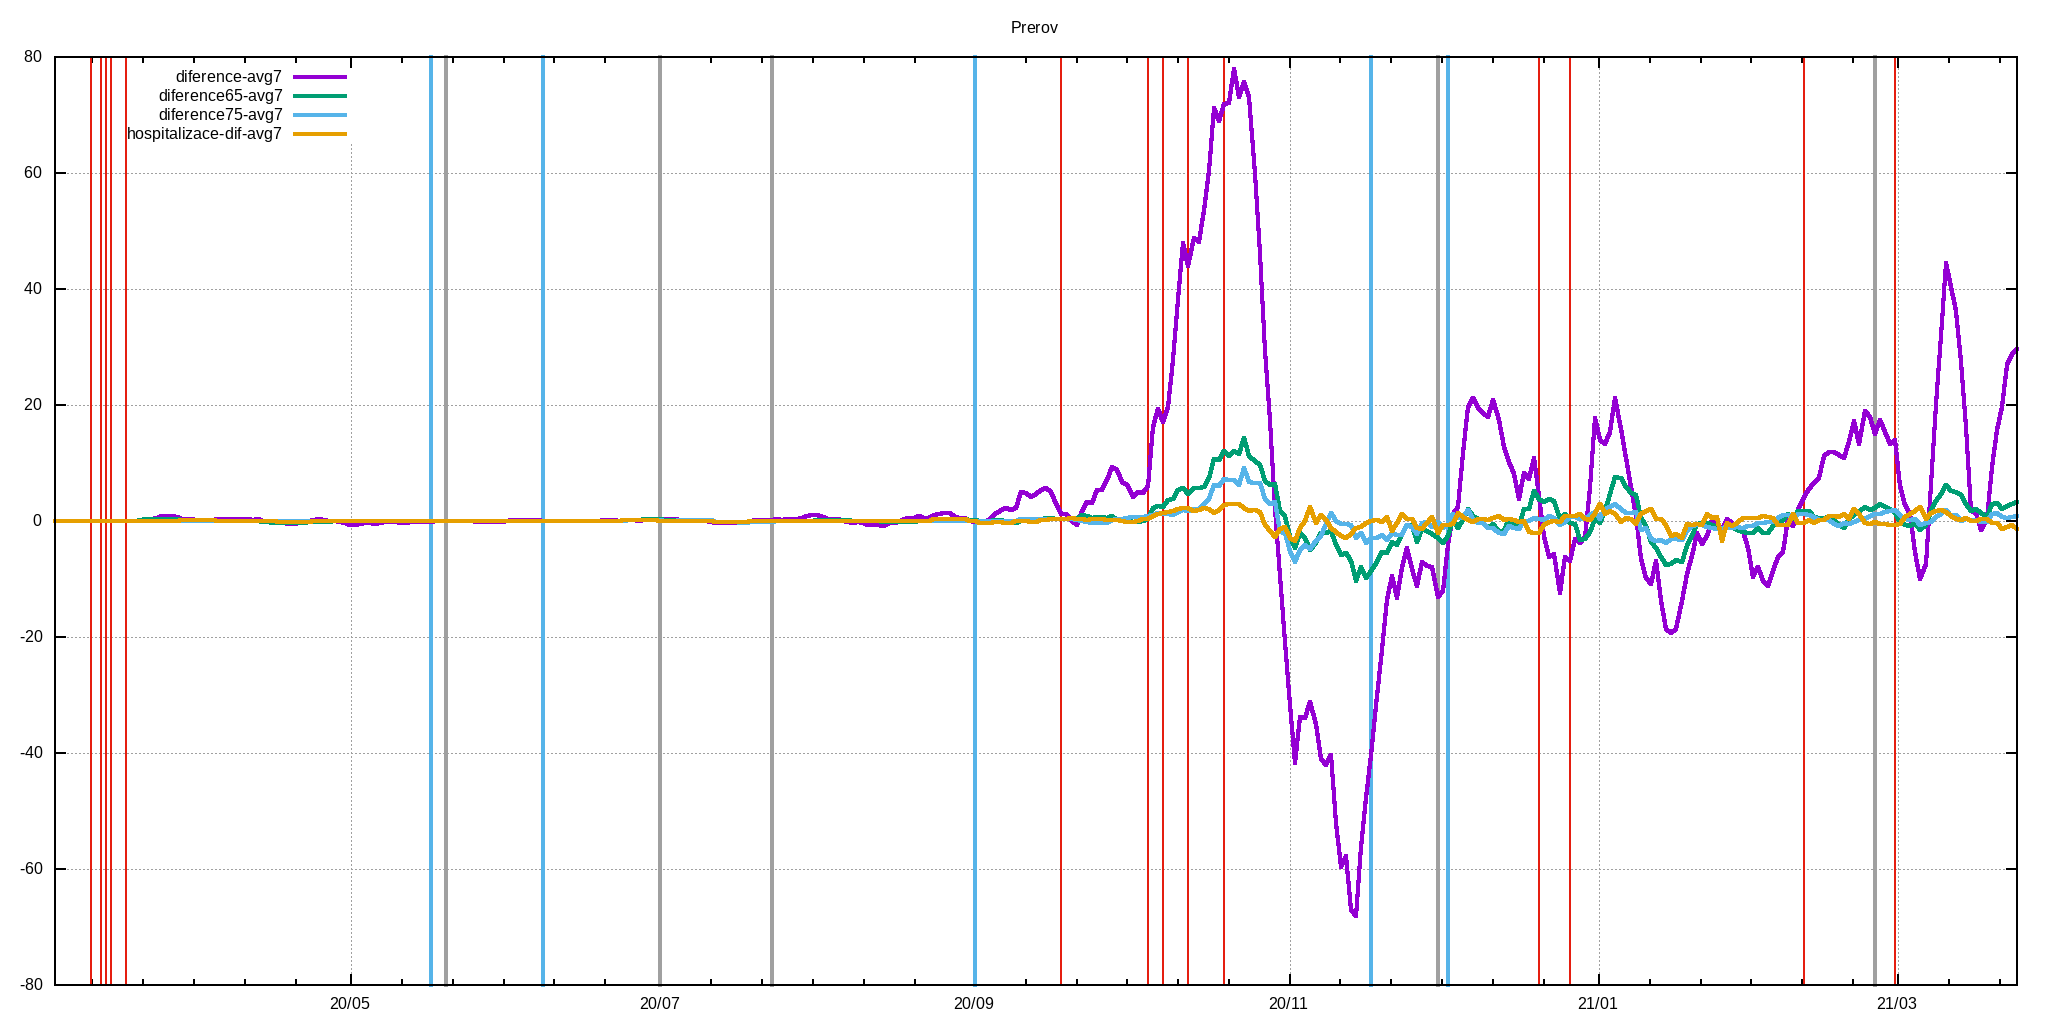 Prerov
diference-avg7
diference65-avg7
diference75-avg7
hospitalizace-dif-avg7
80
60
40
20
0
-20
-40
-60
-80
20/05 20/07 20/09 20/11 21/01 21/03